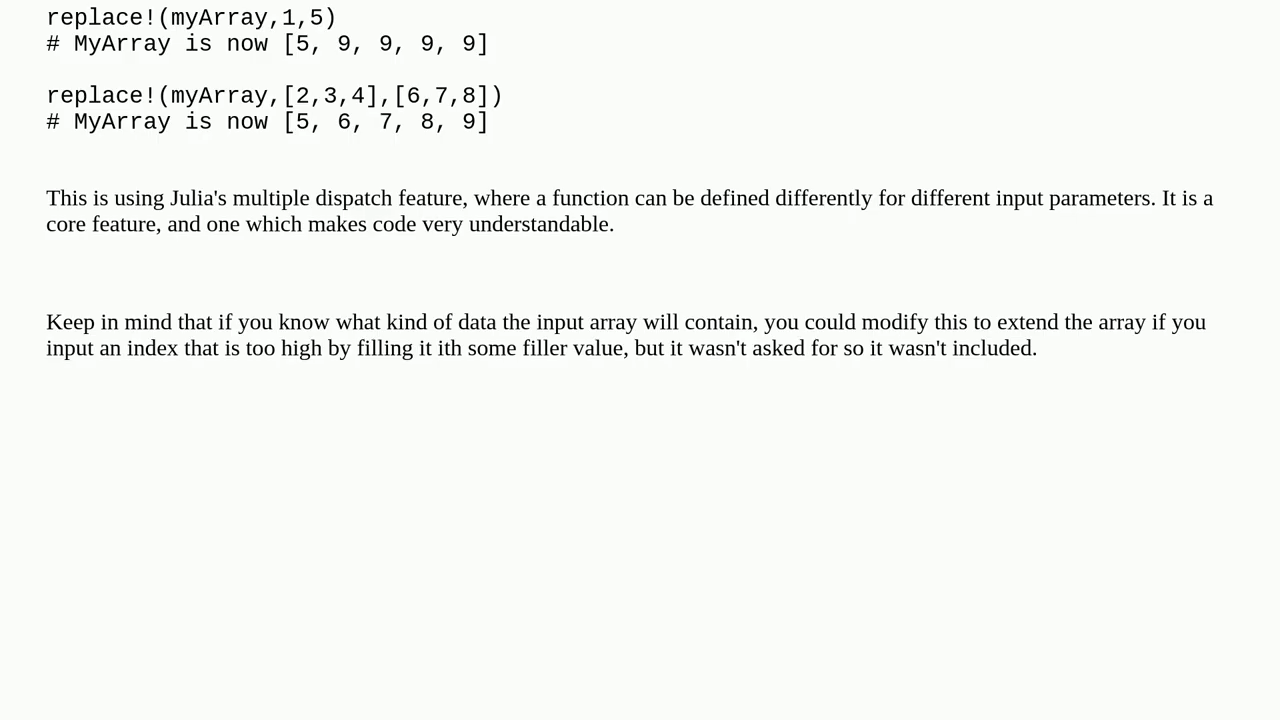 replace!(myArray,1,5)
# MyArray is now [5, 9, 9, 9, 9]
replace!(myArray,[2,3,4],[6,7,8])
# MyArray is now [5, 6, 7, 8, 9]
This is using Julia's multiple dispatch feature, where a function can be defined differently for different input parameters. It is a
core feature, and one which makes code very understandable.
Keep in mind that if you know what kind of data the input array will contain, you could modify this to extend the array if you
input an index that is too high by filling it ith some filler value, but it wasn't asked for so it wasn't included.